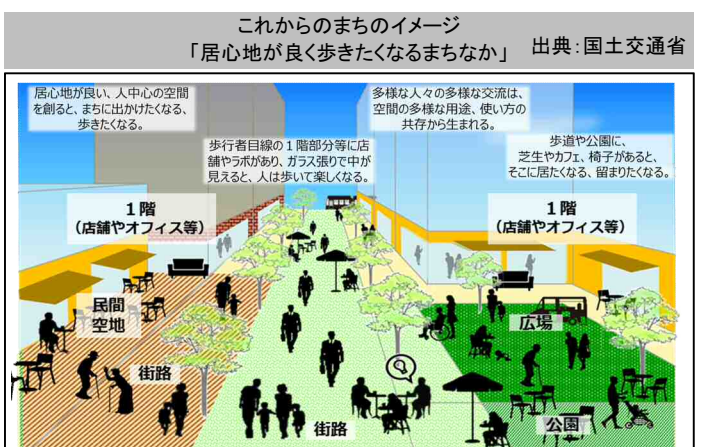 これからのまちのイメージ
「居心地が良く歩きたくなるまちなか」
出典：国土交通省
居心地が良い、人中心の空間
を創ると、まちに出かけたくなる、
歩きたくなる。
多様な人々の多様な交流は、
空間の多様な用途、使い方の
共存から生まれる。
歩行者目線の１階部分等に店
舗やラボがあり、ガラス張りで中が
見えると、人は歩いて楽しくなる。
歩道や公園に、
芝生やカフェ、椅子があると、
そこに居たくなる、留まりたくなる。
１階
（店舗やオフィス等）
１階
（店舗やオフィス等）
民間
空地
広場
街路
街路
公園